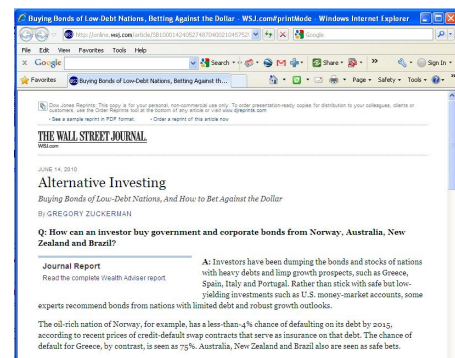 Buying Bonds of Low-Debt Nations, Betting Against the Dollar - WSJ.com#printMode - Windows Internet Explorer
http://online.wsj.com/article/
Google
File Edit View Favorites Tools Help
Google Search Share Sign In
Favorites Buying Bonds of Low-Debt Nations, Betting Against th... Page Safety Tools
Dow Jones Reprints: This copy is for your personal, non-commercial use only. To order presentation-ready copies for distribution to your colleagues, clients or
customers, use the Order Reprints tool at the bottom of any article or visit www.djreprints.com
See a sample reprint in PDF format. Order a reprint of this article now
THE WALL STREET JOURNAL.
WSJ.com
JUNE 14, 2010
Alternative Investing
Buying Bonds of Low-Debt Nations, And How to Bet Against the Dollar
By GREGORY ZUCKERMAN
Q: How can an investor buy government and corporate bonds from Norway, Australia, New
Zealand and Brazil?
Journal Report
Read the complete Wealth Adviser report.
A: Investors have been dumping the bonds and stocks of nations
with heavy debts and limp growth prospects, such as Greece,
Spain, Italy and Portugal. Rather than stick with safe but low-
yielding investments such as U.S. money-market accounts, some
experts recommend bonds from nations with limited debt and robust growth outlooks.
The oil-rich nation of Norway, for example, has a less-than-4% chance of defaulting on its debt by 2015,
according to recent prices of credit-default swap contracts that serve as insurance on that debt. The chance of
default for Greece, by contrast, is seen as 75%. Australia, New Zealand and Brazil also are seen as safe bets.